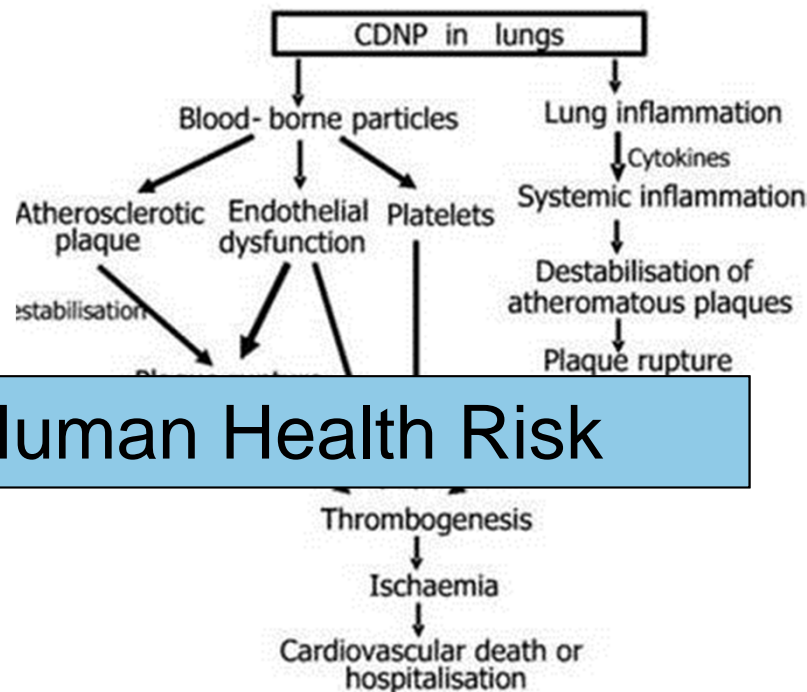 CDNP in lungs
Blood- borne particles
Lung inflammation
Cytokines
Atherosclerotic
plaque
Endothelial
dysfunction
Platelets
Systemic inflammation
Destabilisation of
atheromatous plaques
estabilisation
Plaque rupture
Human Health Risk
Thrombogenesis
Ischaemia
Cardiovascular death or
hospitalisation